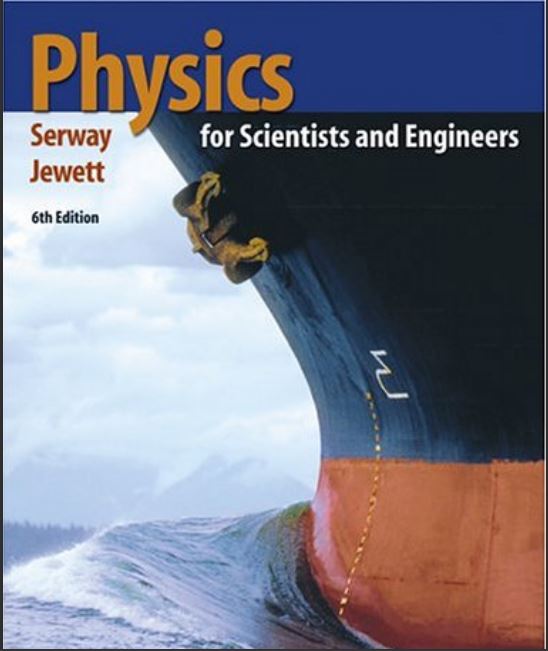 Physics
Serway
Jewett
for Scientists and Engineers
6th Edition